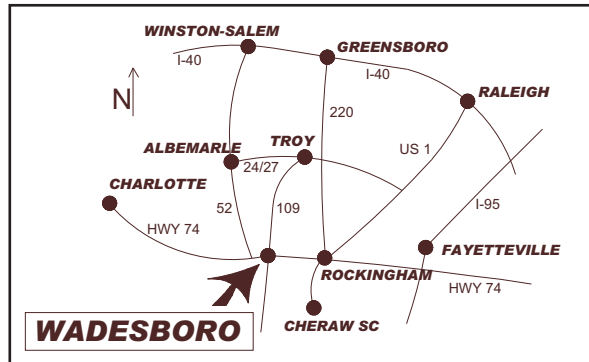 WINSTON-SALEM
GREENSBORO
I-40
I-40
RALEIGH
N
220
TROY
US 1
ALBEMARLE
24/27
CHARLOTTE
I-95
52
109
HWY 74
FAYETTEVILLE
ROCKINGHAM
HWY 74
WADESBORO
CHERAW SC